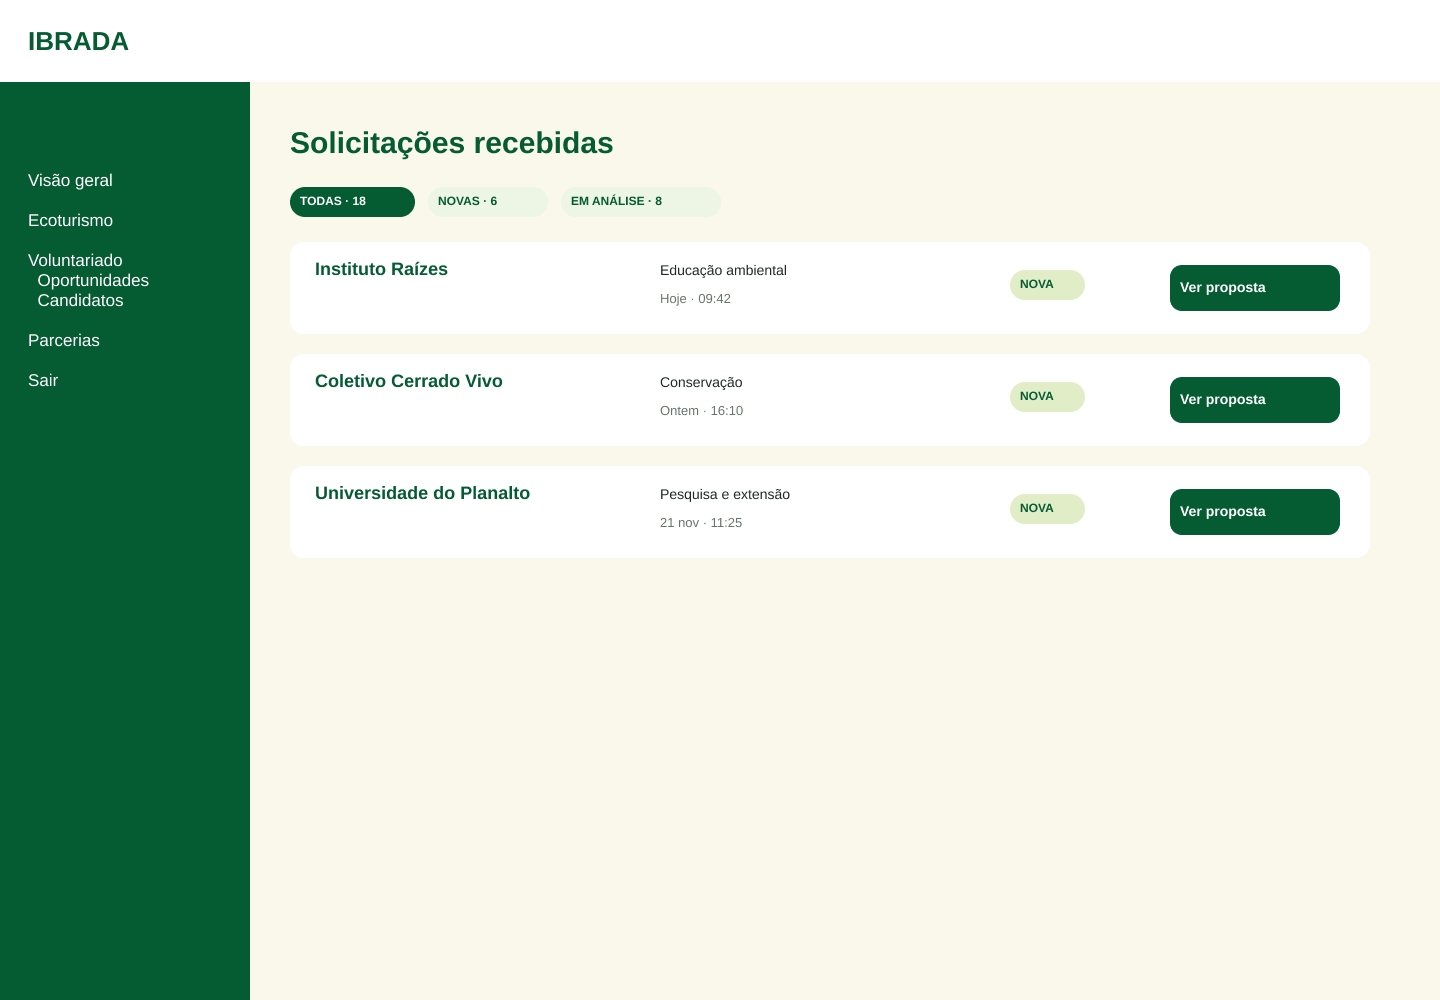 IBRADA
Visão geral
Ecoturismo
Voluntariado
Oportunidades
Candidatos
Parcerias
Sair
Solicitações recebidas
TODAS · 18
NOVAS · 6
EM ANÁLISE · 8
Instituto Raízes
Educação ambiental
Hoje · 09:42
NOVA
Ver proposta
Coletivo Cerrado Vivo
Conservação
Ontem · 16:10
NOVA
Ver proposta
Universidade do Planalto
Pesquisa e extensão
21 nov · 11:25
NOVA
Ver proposta